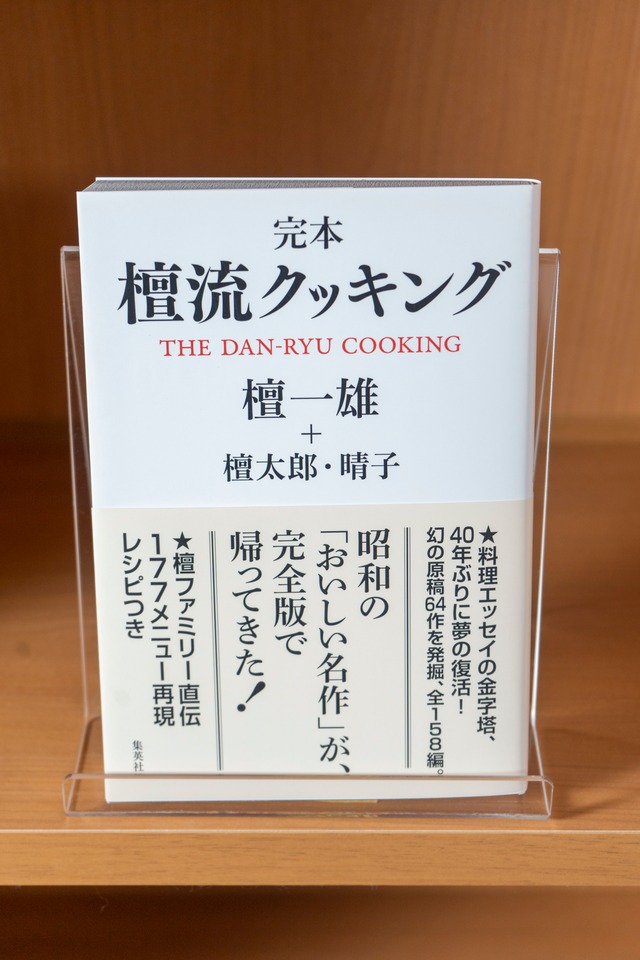 完本
檀流クッキング
THE DAN-RYU COOKING
檀一雄
+
檀太郎・晴子
★料理エッセイの金字塔、
40年ぶりに夢の復活！
幻の原稿64作を発掘、全158編。
昭和の
「おいしい名作」が、
完全版で
帰ってきた！
★檀ファミリー直伝
177メニュー再現
レシピつき
集英社